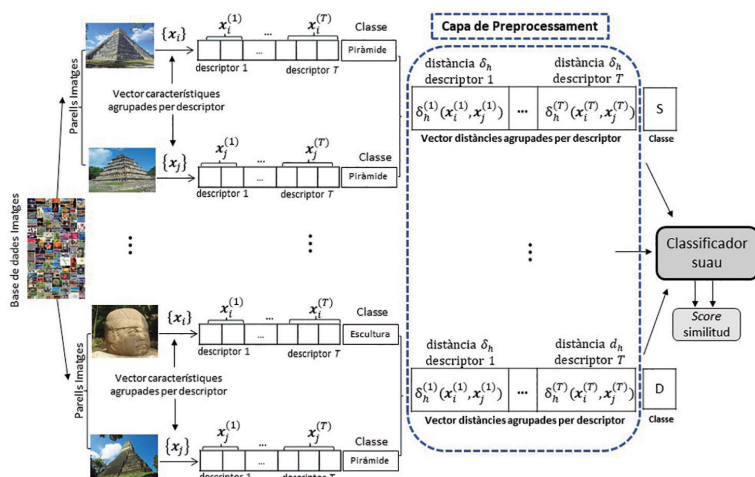 Capa de Preprocessament
Base de dades Imatges
Parells Imatges
{x_i}
x_i^(1) ... x_i^(T)
Classe
...
Piràmide
descriptor 1 descriptor T
Vector característiques
agrupades per descriptor
{x_j}
x_j^(1) ... x_j^(T)
Classe
...
Piràmide
descriptor 1 descriptor T
distància δ_h distància δ_h
descriptor 1 descriptor T
δ_h^(1)(x_i^(1), x_j^(1)) ... δ_h^(T)(x_i^(T), x_j^(T))
S
Vector distàncies agrupades per descriptor
Classe
Classificador
suau
Score
similitud
Parells Imatges
{x_i}
x_i^(1) ... x_i^(T)
Classe
...
Escultura
descriptor 1 descriptor T
Vector característiques
agrupades per descriptor
{x_j}
x_j^(1) ... x_j^(T)
Classe
...
Pirámide
descriptor 1 descriptor T
distància δ_h distància d_h
descriptor 1 descriptor T
δ_h^(1)(x_i^(1), x_j^(1)) ... δ_h^(T)(x_i^(T), x_j^(T))
D
Vector distàncies agrupades per descriptor
Classe